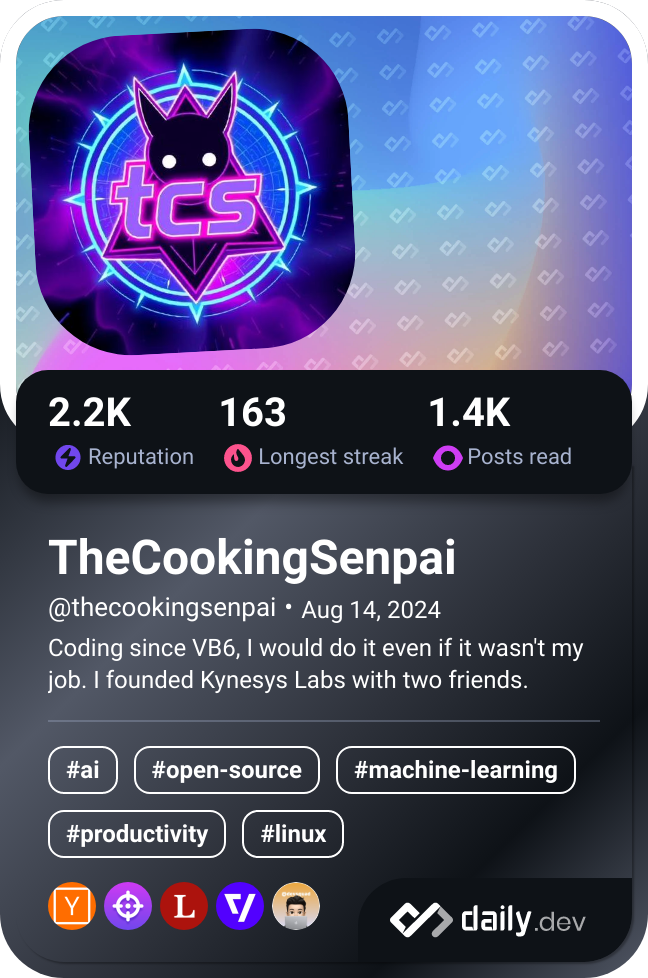 tcs
2.2K 163 1.4K
Reputation Longest streak Posts read
TheCookingSenpai
@thecookingsenpai • Aug 14, 2024
Coding since VB6, I would do it even if it wasn't my
job. I founded Kynesys Labs with two friends.
#ai #open-source #machine-learning
#productivity #linux
Y L
daily.dev